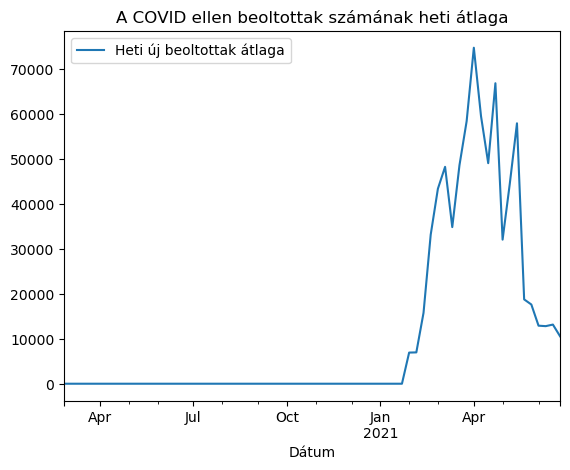 A COVID ellen beoltottak számának heti átlaga
Heti új beoltottak átlaga
70000
60000
50000
40000
30000
20000
10000
0
Apr
Jul
Oct
Jan
2021
Apr
Dátum